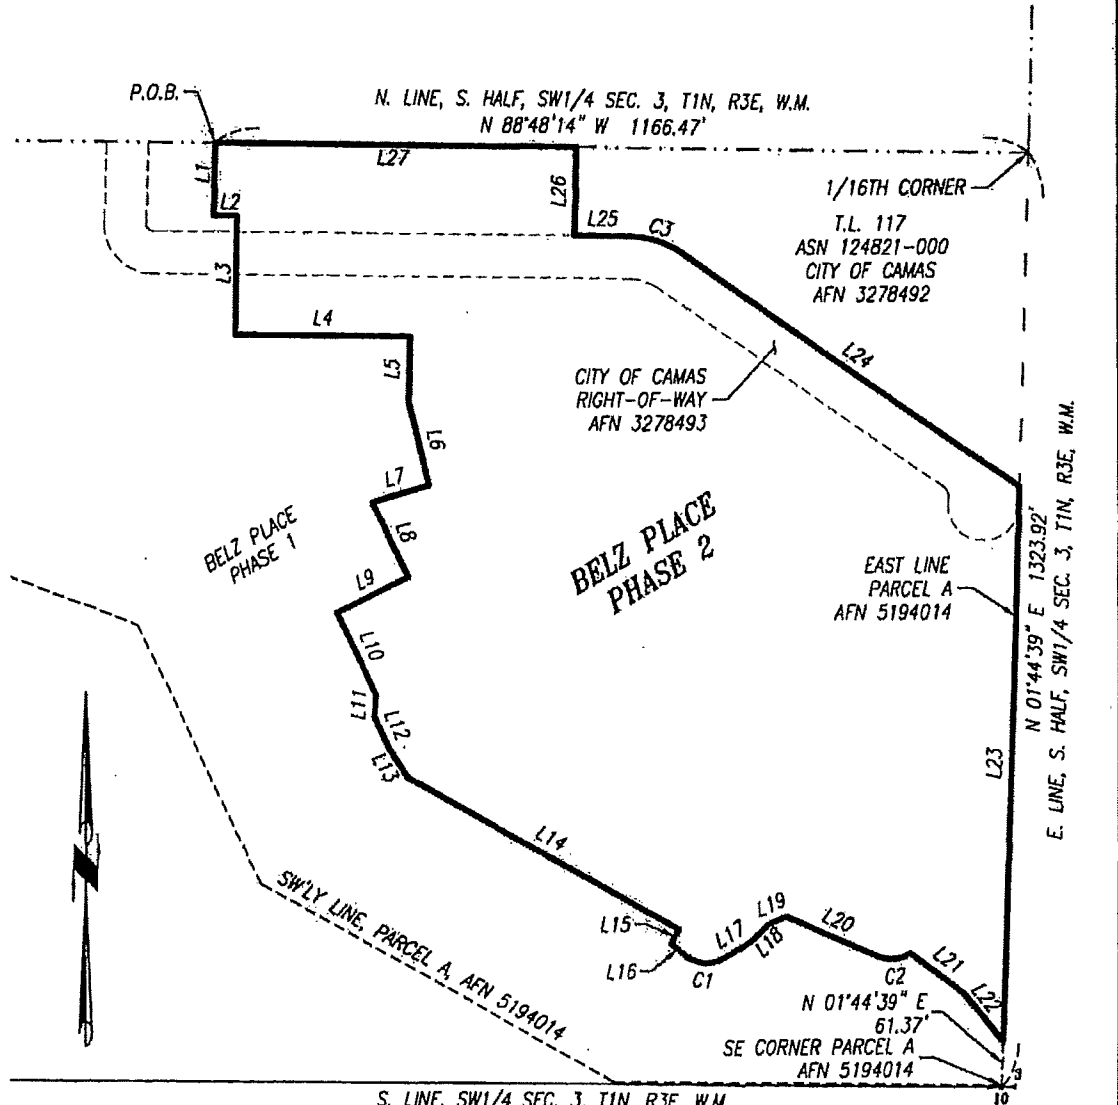 P.O.B.
N. LINE, S. HALF, SW1/4 SEC. 3, T1N, R3E, W.M.
N 88°48'14" W 1166.47'
L27
L1
L2
L26
L25
C3
1/16TH CORNER
T.L. 117
ASN 124821-000
CITY OF CAMAS
AFN 3278492
L3
L4
L5
L24
CITY OF CAMAS
RIGHT-OF-WAY
AFN 3278493
L6
L7
L8
BELZ PLACE
PHASE 1
BELZ PLACE
PHASE 2
L9
EAST LINE
PARCEL A
AFN 5194014
N 01°44'39" E 1323.92'
E. LINE, S. HALF, SW1/4 SEC. 3, T1N, R3E, W.M.
L10
L11
L12
L13
L23
L14
SW'LY LINE, PARCEL A, AFN 5194014
L15
L16
C1
L17
L18
L19
L20
C2
L21
L22
N 01°44'39" E
61.37'
SE CORNER PARCEL A
AFN 5194014
3
10
S. LINE, SW1/4 SEC. 3, T1N, R3E, W.M.